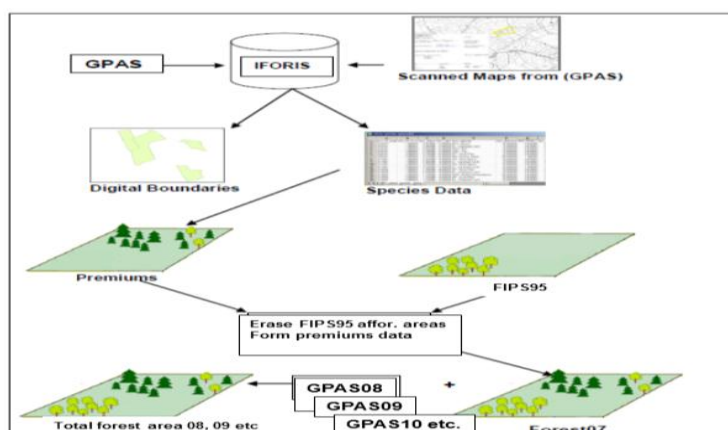 GPAS
IFORIS
Scanned Maps from (GPAS)
Digital Boundaries
Species Data
Premiums
FIPS95
Erase FIPS95 affor. areas
Form premiums data
GPAS08
+
GPAS09
GPAS10 etc.
Total forest area 08, 09 etc
Forest07